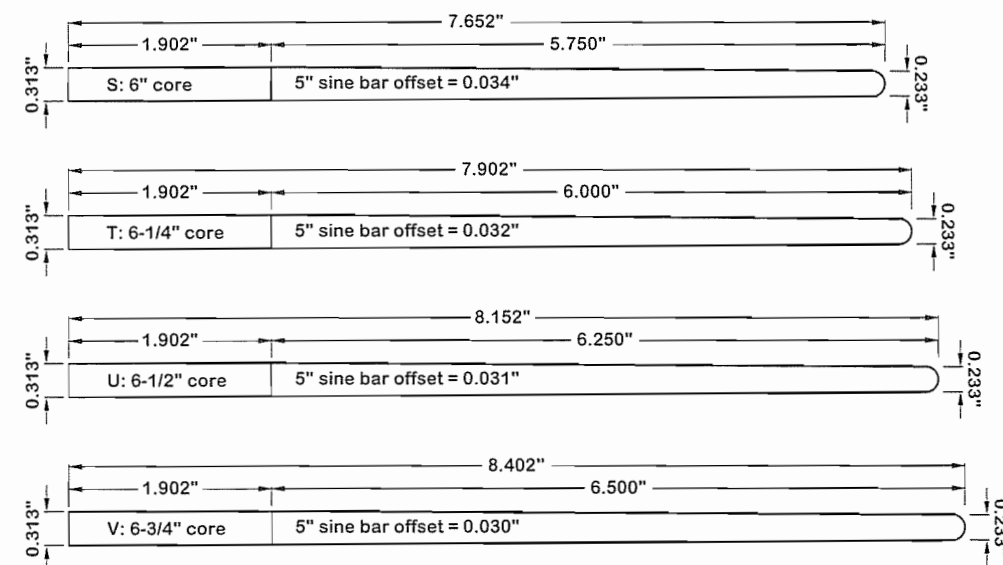 7.652"
1.902" 5.750"
0.313" S: 6" core 5" sine bar offset = 0.034" 0.233"
7.902"
1.902" 6.000"
0.313" T: 6-1/4" core 5" sine bar offset = 0.032" 0.233"
8.152"
1.902" 6.250"
0.313" U: 6-1/2" core 5" sine bar offset = 0.031" 0.233"
8.402"
1.902" 6.500"
0.313" V: 6-3/4" core 5" sine bar offset = 0.030" 0.233